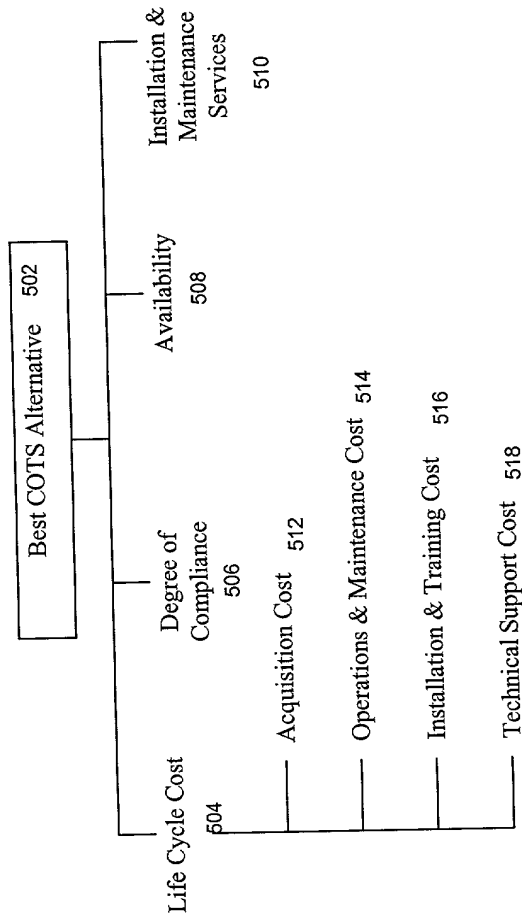 Best COTS Alternative 502
Life Cycle Cost
504
Degree of
Compliance
506
Availability
508
Installation &
Maintenance
Services
510
Acquisition Cost 512
Operations & Maintenance Cost 514
Installation & Training Cost 516
Technical Support Cost 518